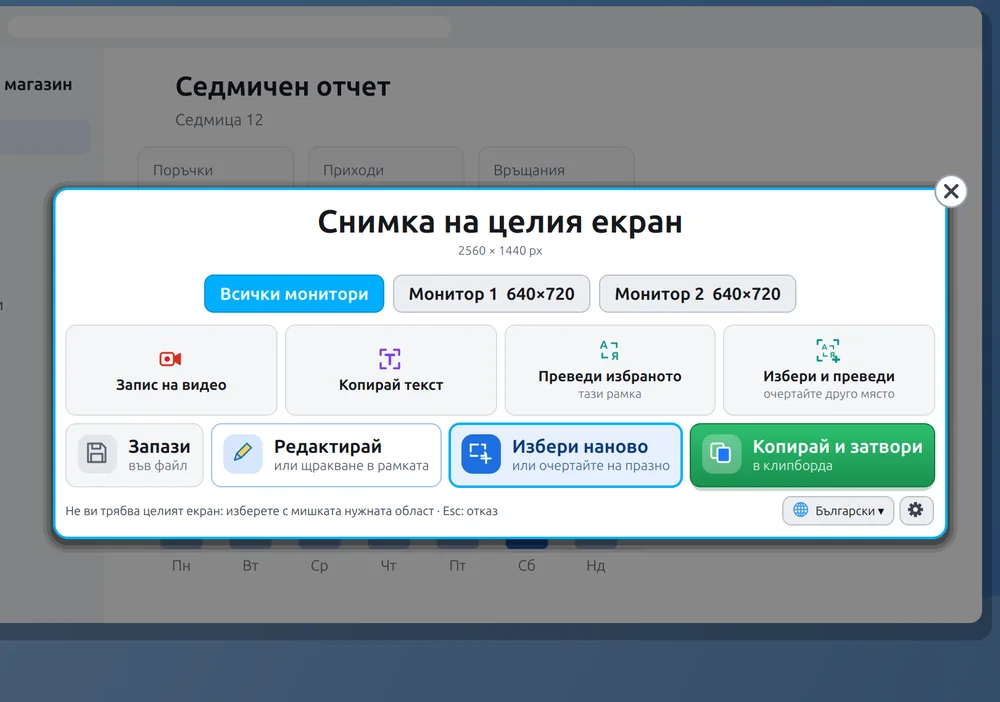 магазин
Седмичен отчет
Седмица 12
Поръчки
Приходи
Връщания
Снимка на целия екран
2560 × 1440 px
Всички монитори
Монитор 1 640×720
Монитор 2 640×720
Запис на видео
Копирай текст
Преведи избраното
тази рамка
Избери и преведи
очертайте друго място
Запази
във файл
Редактирай
или щракване в рамката
Избери наново
или очертайте на празно
Копирай и затвори
в клипборда
Не ви трябва целият екран: изберете с мишката нужната област · Esc: отказ
Български ▾
Пн
Вт
Ср
Чт
Пт
Сб
Нд